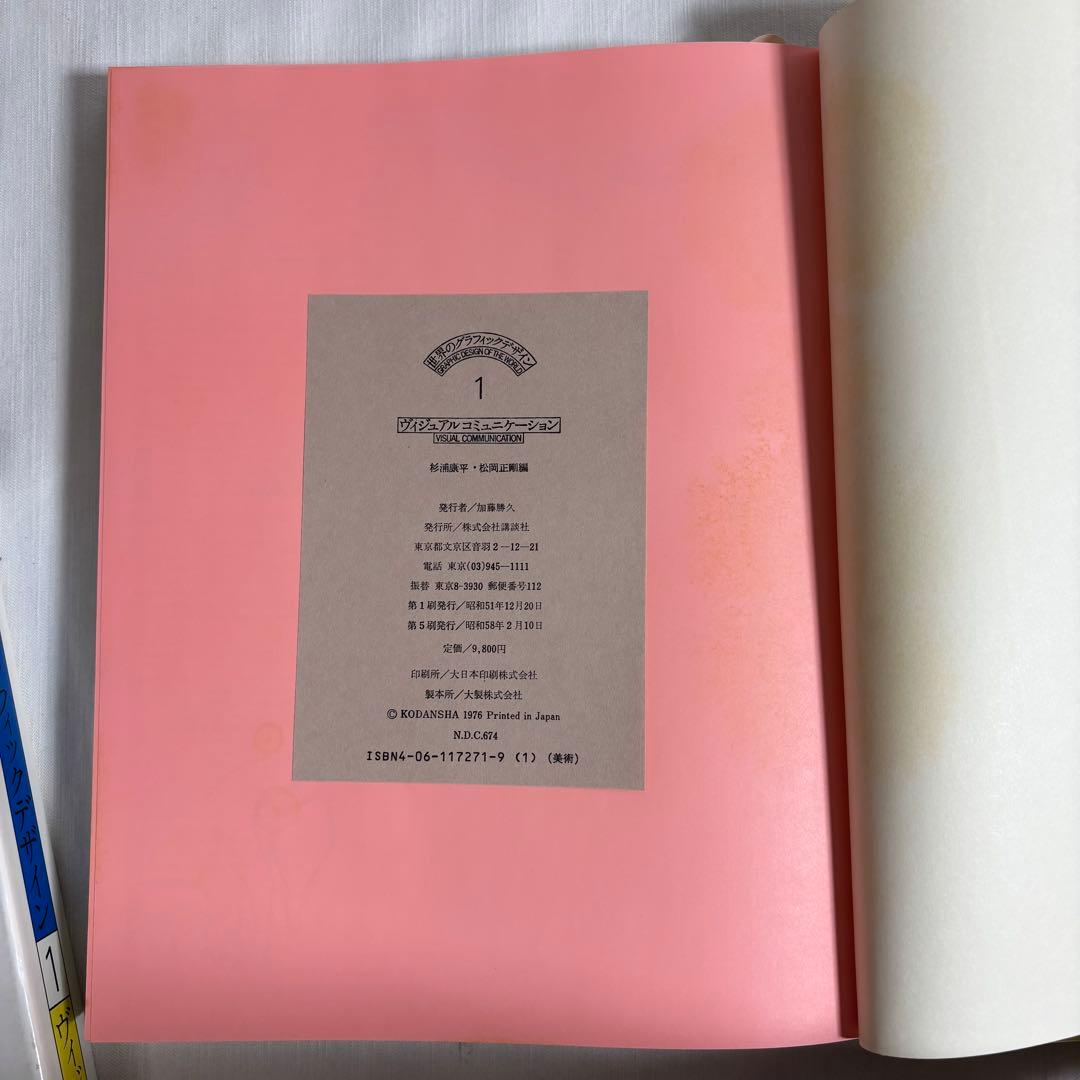 世界のグラフィックデザイン
GRAPHIC DESIGN OF THE WORLD
1
ヴィジュアル コミュニケーション
VISUAL COMMUNICATION
杉浦康平・松岡正剛編
発行者／加藤勝久
発行所／株式会社講談社
東京都文京区音羽2—12—21
電話 東京(03)945—1111
振替 東京8-3930 郵便番号112
第1刷発行／昭和51年12月20日
第5刷発行／昭和58年2月10日
定価／9,800円
印刷所／大日本印刷株式会社
製本所／大製株式会社
© KODANSHA 1976 Printed in Japan
N.D.C.674
ISBN4-06-117271-9 (1) (美術)
フィックデザイン 1 ヴィ